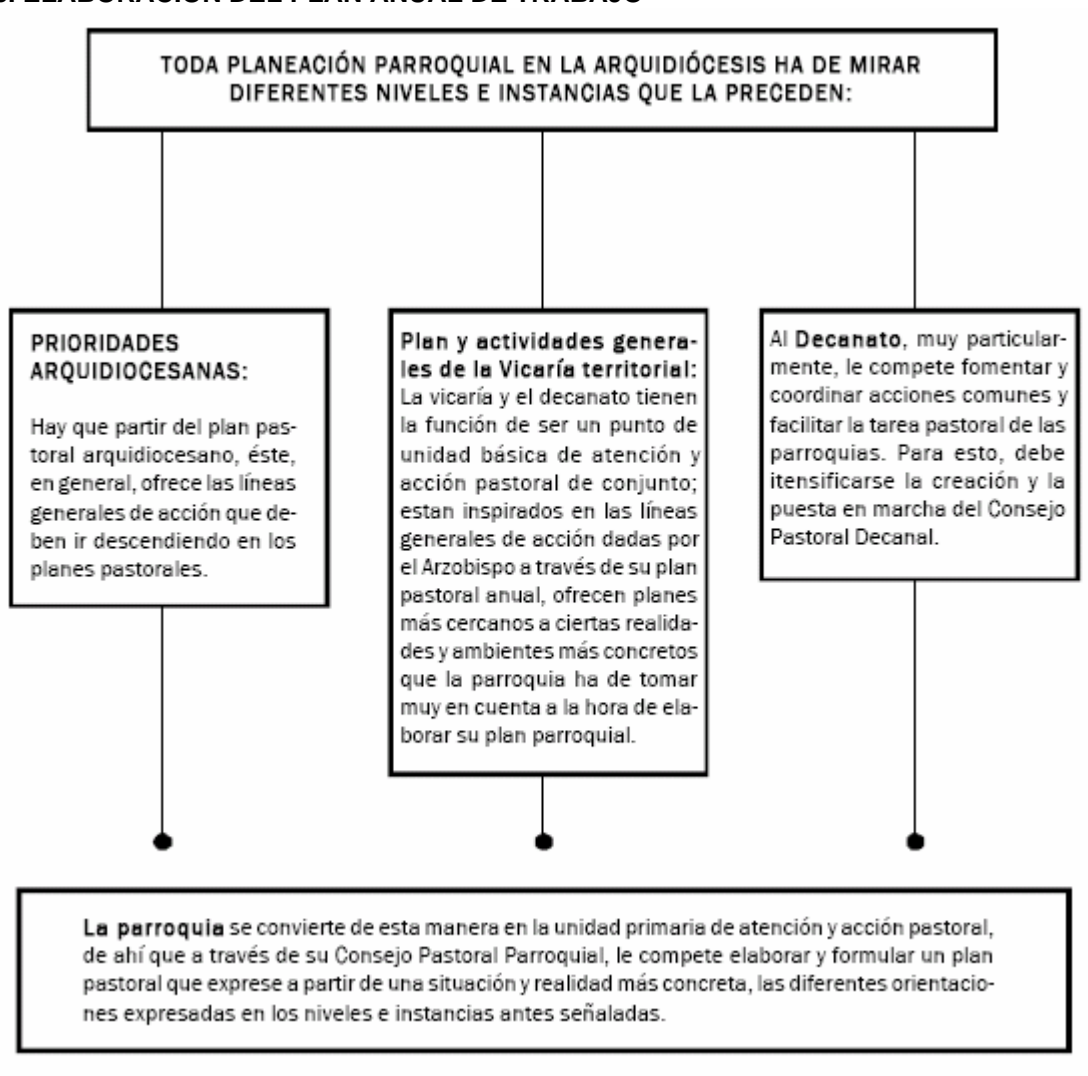 ELABORACIÓN DEL PLAN ANUAL DE TRABAJO
TODA PLANEACIÓN PARROQUIAL EN LA ARQUIDIÓCESIS HA DE MIRAR
DIFERENTES NIVELES E INSTANCIAS QUE LA PRECEDEN:
PRIORIDADES
ARQUIDIOCESANAS:
Hay que partir del plan pas-
toral arquidiocesano, éste,
en general, ofrece las líneas
generales de acción que de-
ben ir descendiendo en los
planes pastorales.
Plan y actividades genera-
les de la Vicaría territorial:
La vicaría y el decanato tienen
la función de ser un punto de
unidad básica de atención y
acción pastoral de conjunto;
estan inspirados en las líneas
generales de acción dadas por
el Arzobispo a través de su plan
pastoral anual, ofrecen planes
más cercanos a ciertas realida-
des y ambientes más concretos
que la parroquia ha de tomar
muy en cuenta a la hora de ela-
borar su plan parroquial.
Al Decanato, muy particular-
mente, le compete fomentar y
coordinar acciones comunes y
facilitar la tarea pastoral de las
parroquias. Para esto, debe
itensificarse la creación y la
puesta en marcha del Consejo
Pastoral Decanal.
La parroquia se convierte de esta manera en la unidad primaria de atención y acción pastoral,
de ahí que a través de su Consejo Pastoral Parroquial, le compete elaborar y formular un plan
pastoral que exprese a partir de una situación y realidad más concreta, las diferentes orientacio-
nes expresadas en los niveles e instancias antes señaladas.